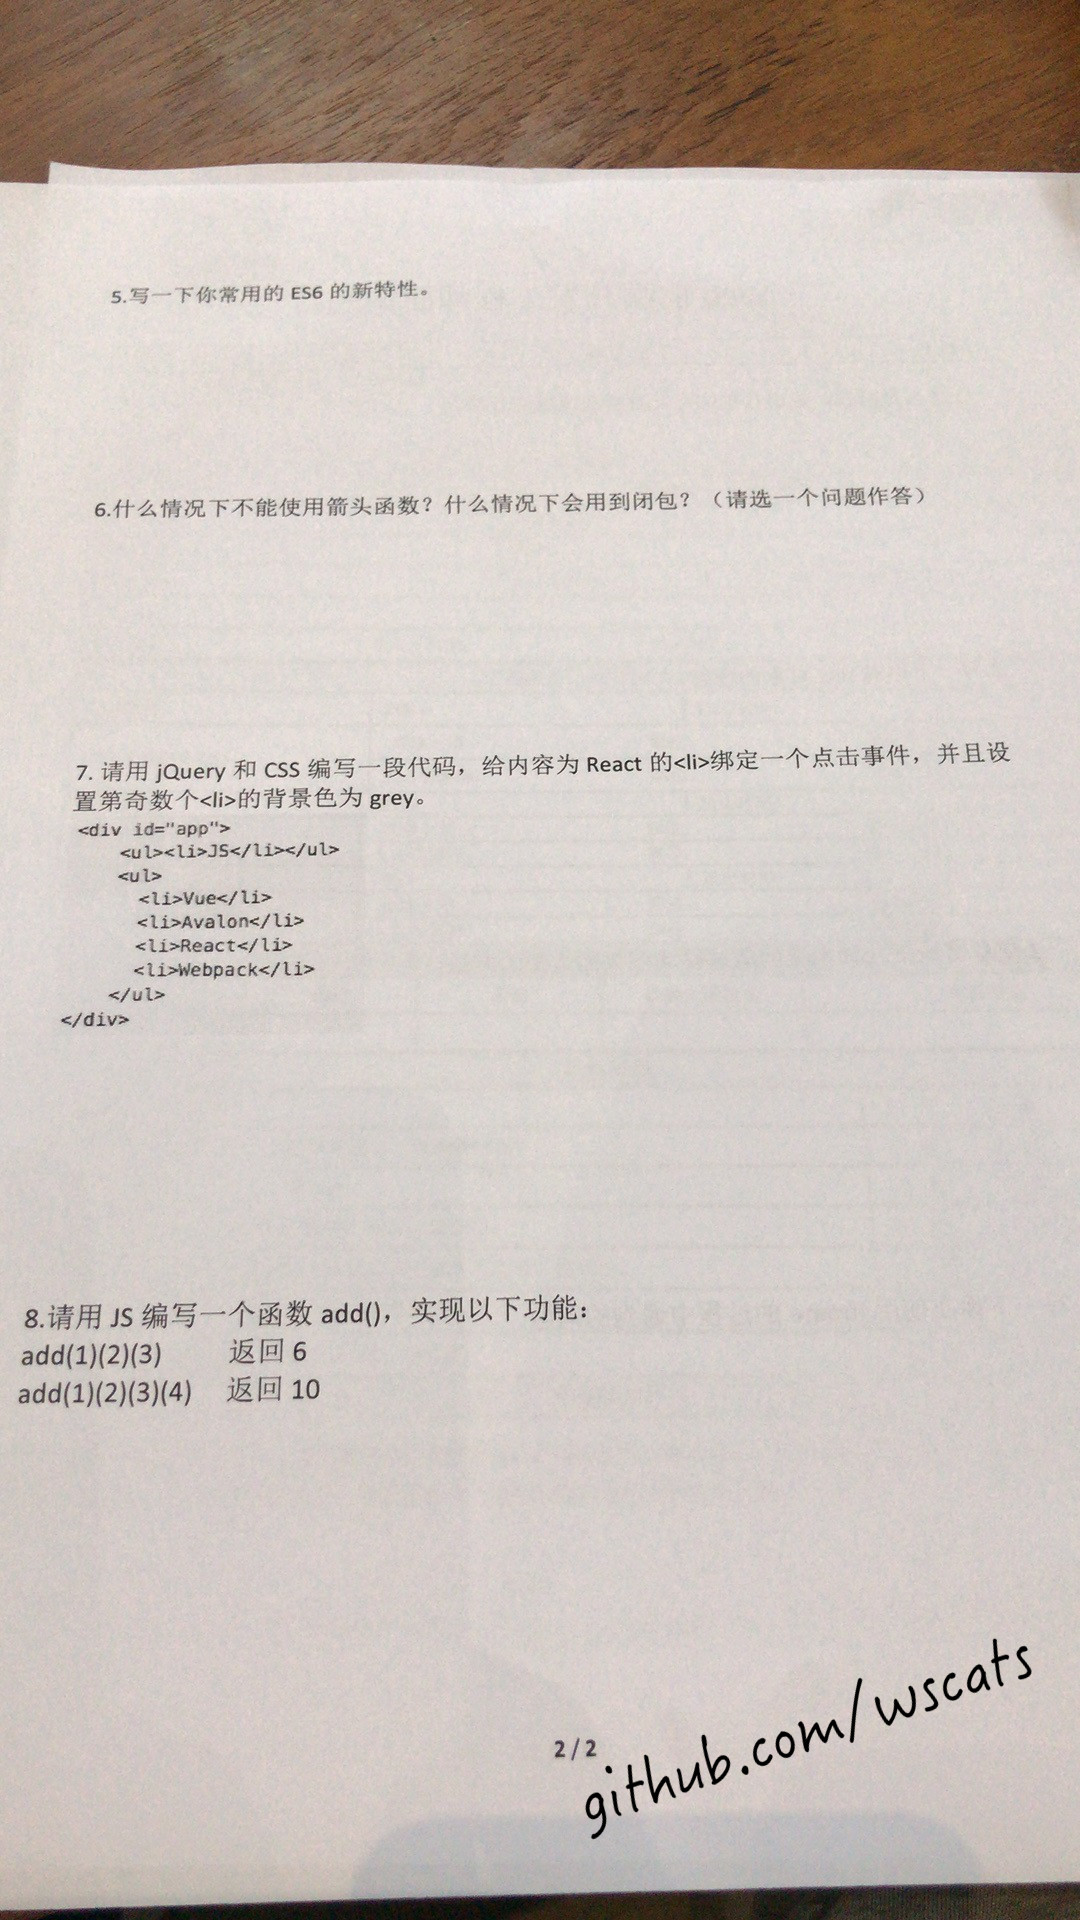 5.写一下你常用的 ES6 的新特性。
6.什么情况下不能使用箭头函数？什么情况下会用到闭包？（请选一个问题作答）
7. 请用 jQuery 和 CSS 编写一段代码，给内容为 React 的<li>绑定一个点击事件，并且设
置第奇数个<li>的背景色为 grey。
<div id="app">
<ul><li>JS</li></ul>
<ul>
<li>Vue</li>
<li>Avalon</li>
<li>React</li>
<li>Webpack</li>
</ul>
</div>
8.请用 JS 编写一个函数 add()，实现以下功能：
add(1)(2)(3) 返回 6
add(1)(2)(3)(4) 返回 10
2 / 2
github.com/wscats